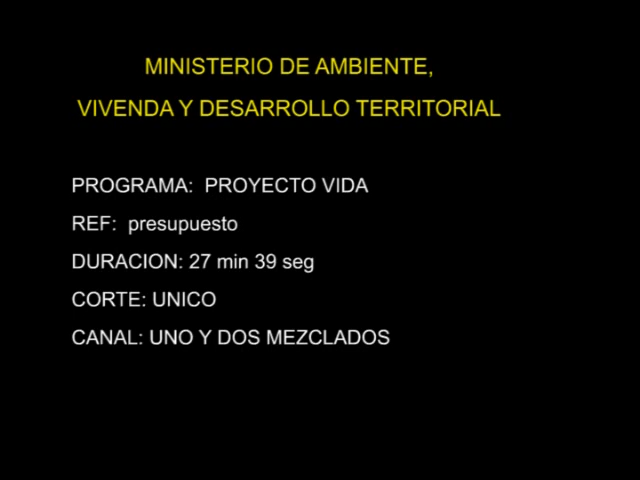 MINISTERIO DE AMBIENTE,
VIVENDA Y DESARROLLO TERRITORIAL
PROGRAMA: PROYECTO VIDA
REF: presupuesto
DURACION: 27 min 39 seg
CORTE: UNICO
CANAL: UNO Y DOS MEZCLADOS